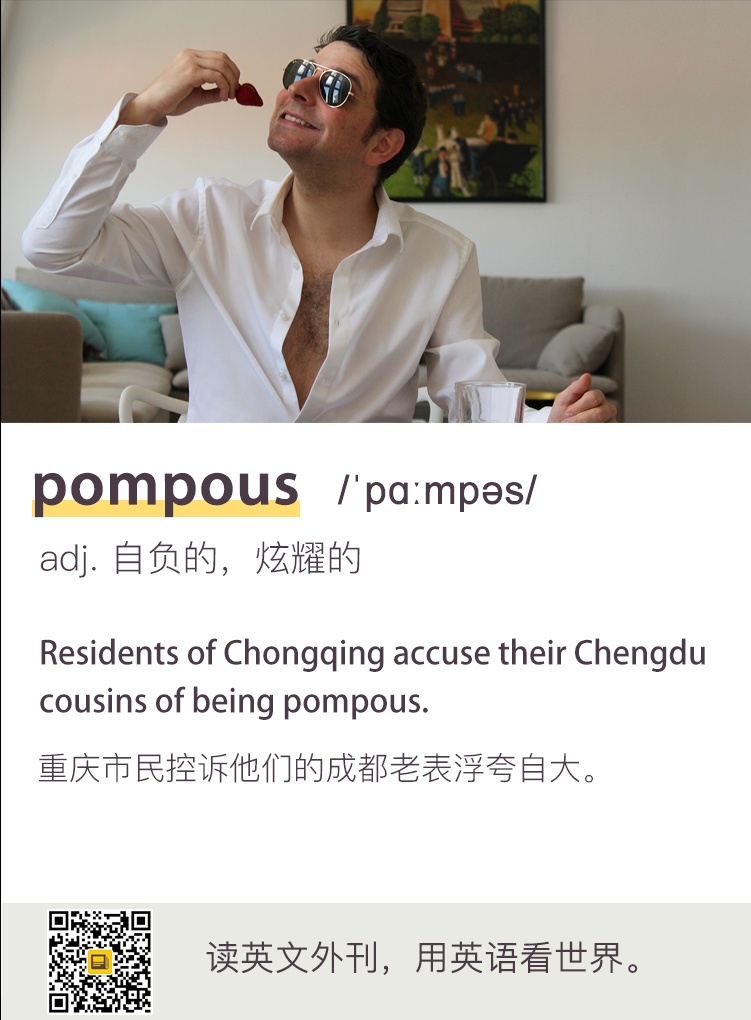 pompous /ˈpɑːmpəs/
adj. 自负的，炫耀的
Residents of Chongqing accuse their Chengdu
cousins of being pompous.
重庆市民控诉他们的成都老表浮夸自大。
读英文外刊，用英语看世界。